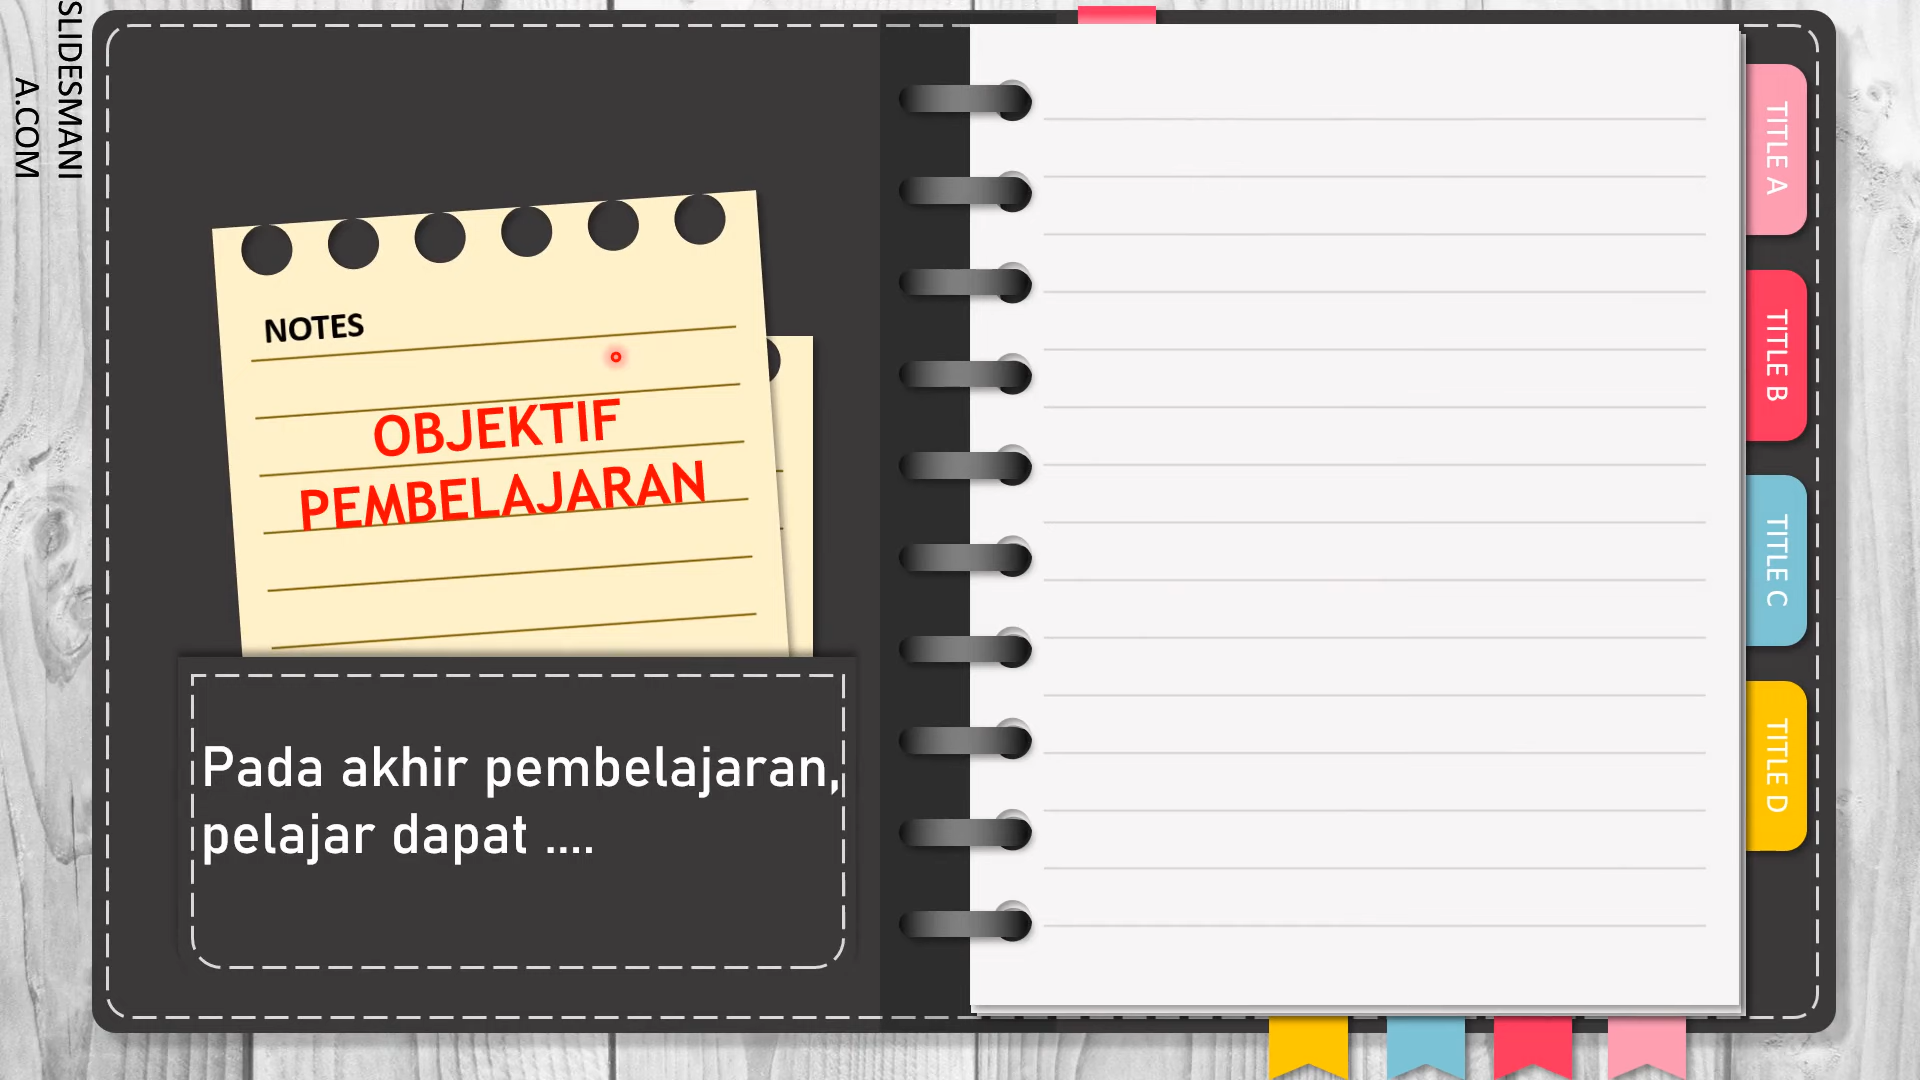 SLIDESMANI
A.COM
NOTES
OBJEKTIF
PEMBELAJARAN
Pada akhir pembelajaran,
pelajar dapat ....
TITLE A
TITLE B
TITLE C
TITLE D